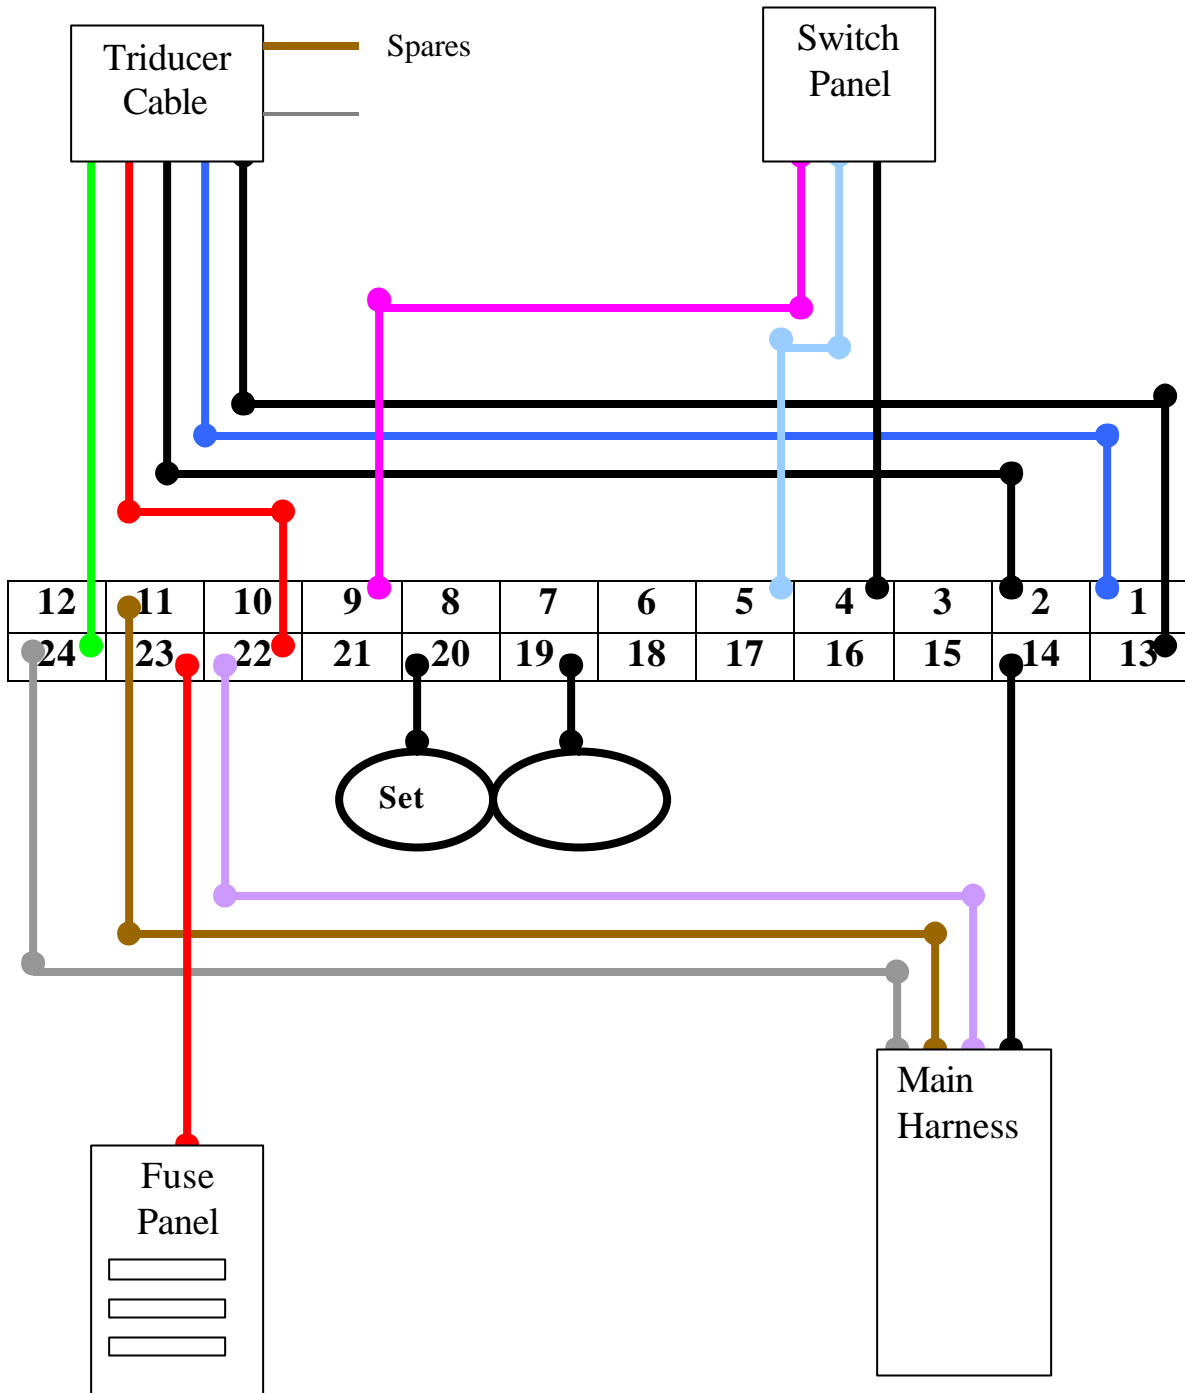 Triducer
Cable
Spares
Switch
Panel
12 11 10 9 8 7 6 5 4 3 2 1
24 23 22 21 20 19 18 17 16 15 14 13
Set
Main
Harness
Fuse
Panel